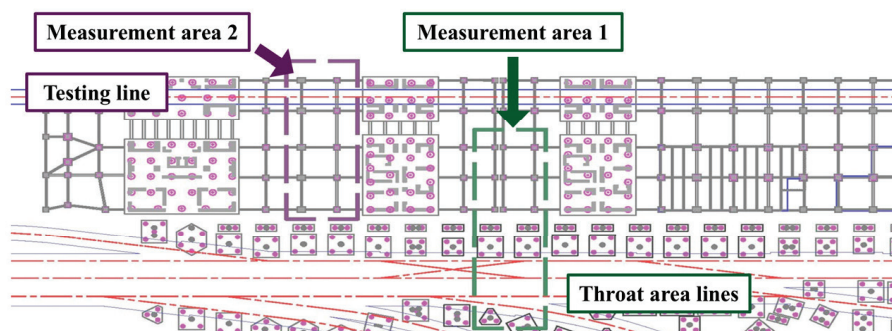 Measurement area 2
Measurement area 1
Testing line
Throat area lines